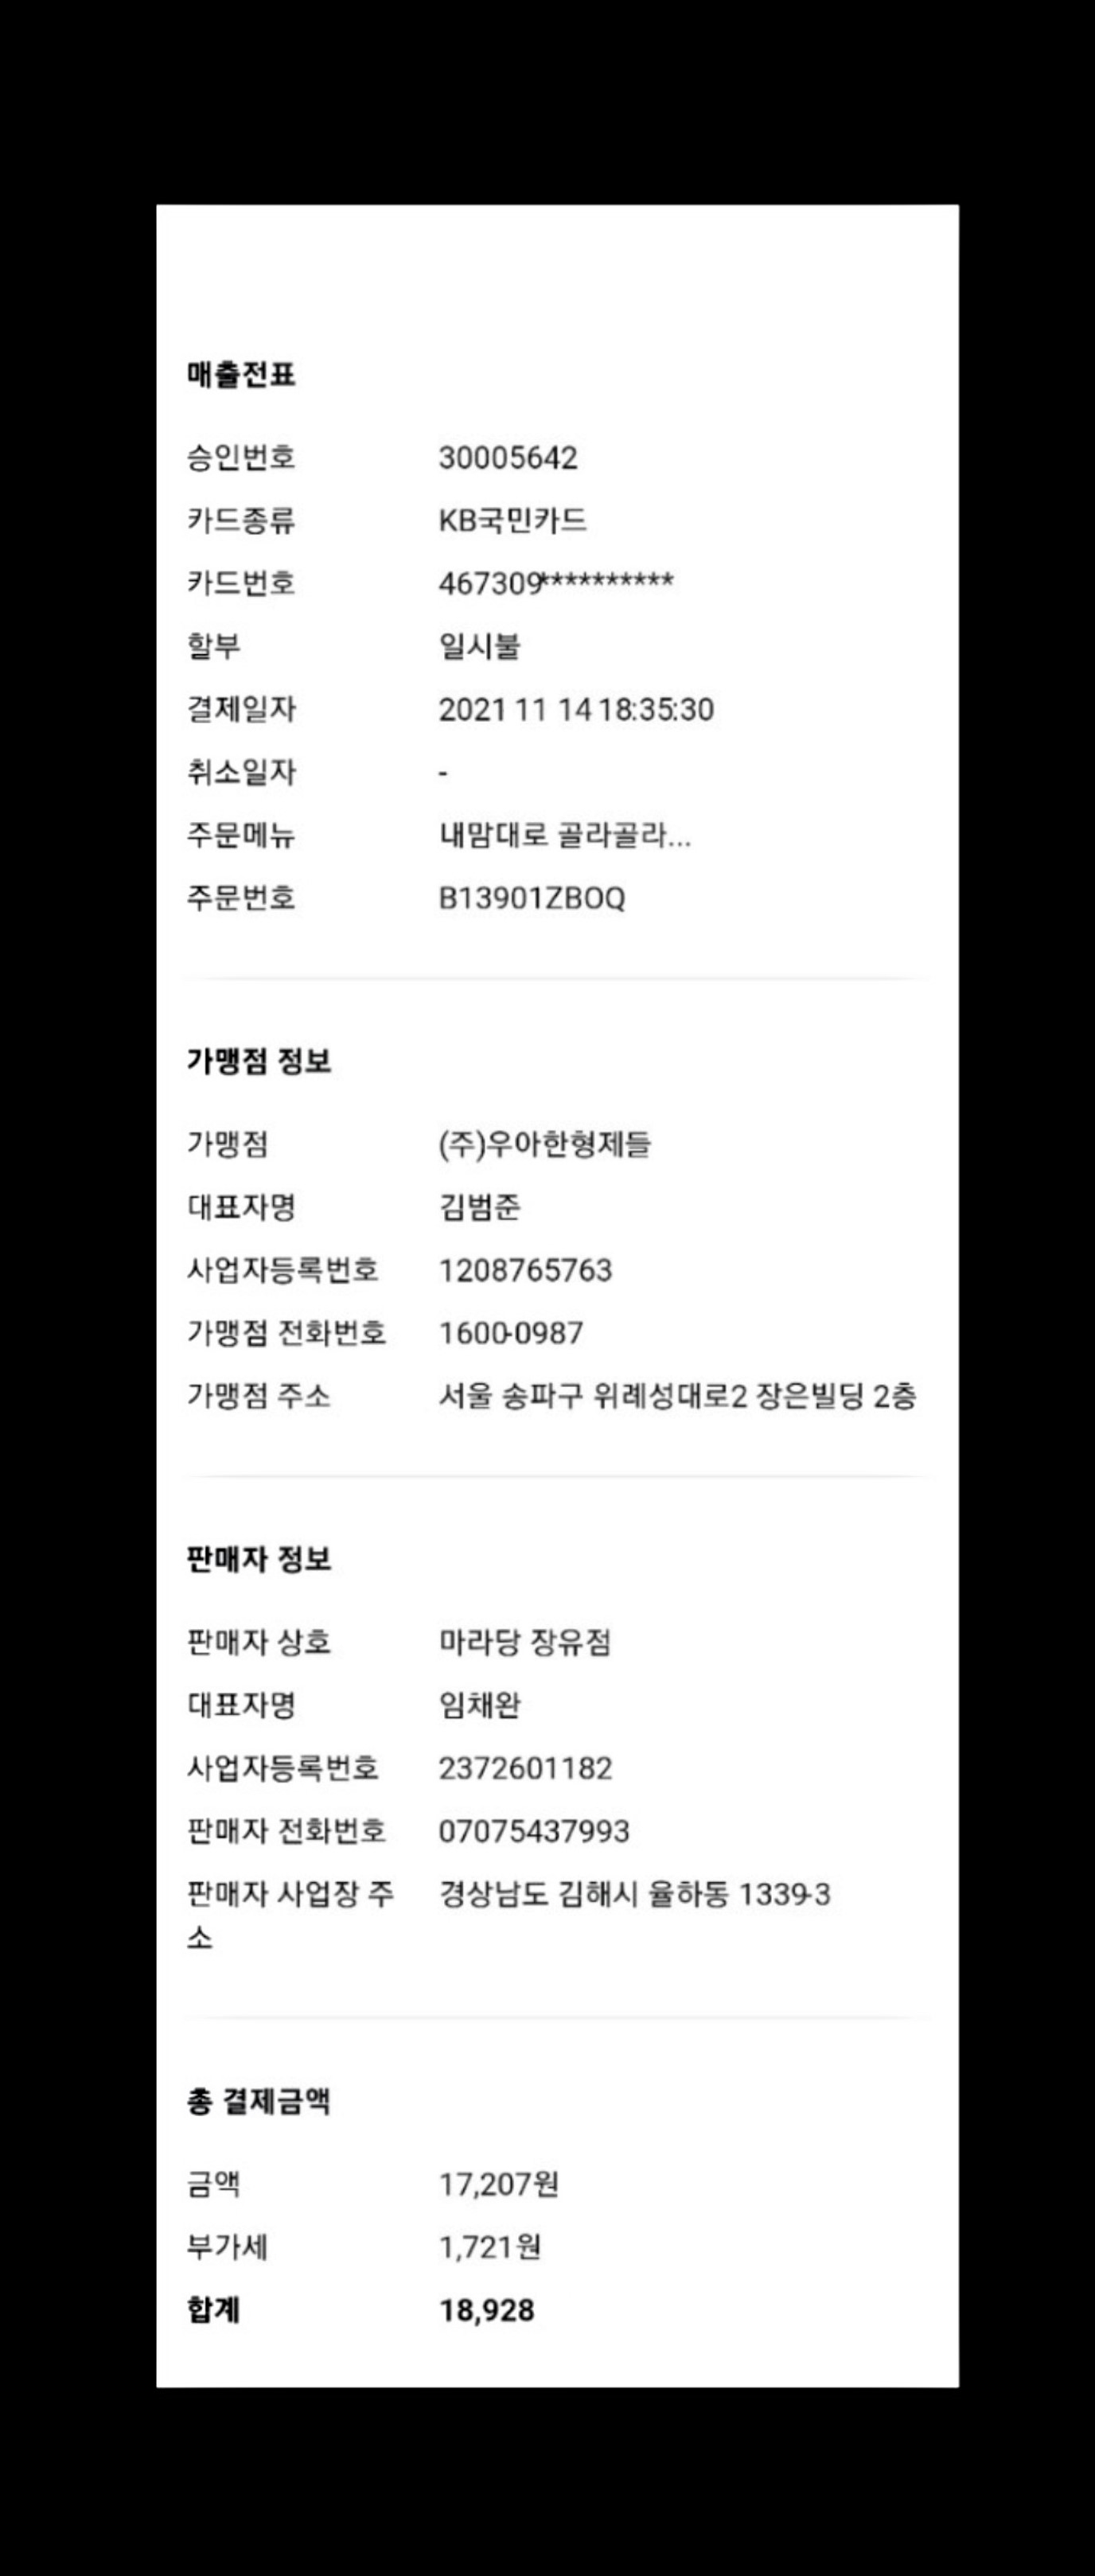 매출전표
승인번호 30005642
카드종류 KB국민카드
카드번호 467309**********
할부 일시불
결제일자 2021 11 14 18:35:30
취소일자 -
주문메뉴 내맘대로 골라골라...
주문번호 B13901ZBOQ
가맹점 정보
가맹점 (주)우아한형제들
대표자명 김범준
사업자등록번호 1208765763
가맹점 전화번호 1600-0987
가맹점 주소 서울 송파구 위례성대로2 장은빌딩 2층
판매자 정보
판매자 상호 마라당 장유점
대표자명 임채완
사업자등록번호 2372601182
판매자 전화번호 07075437993
판매자 사업장 주 경상남도 김해시 율하동 1339-3
소
총 결제금액
금액 17,207원
부가세 1,721원
합계 18,928